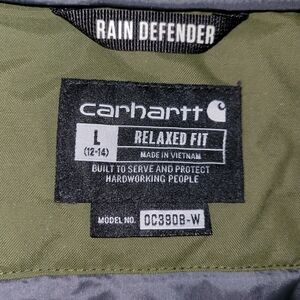 RAIN DEFENDER
carhartt
L
(12-14)
RELAXED FIT
MADE IN VIETNAM
BUILT TO SERVE AND PROTECT
HARDWORKING PEOPLE
MODEL NO. OC390B-W